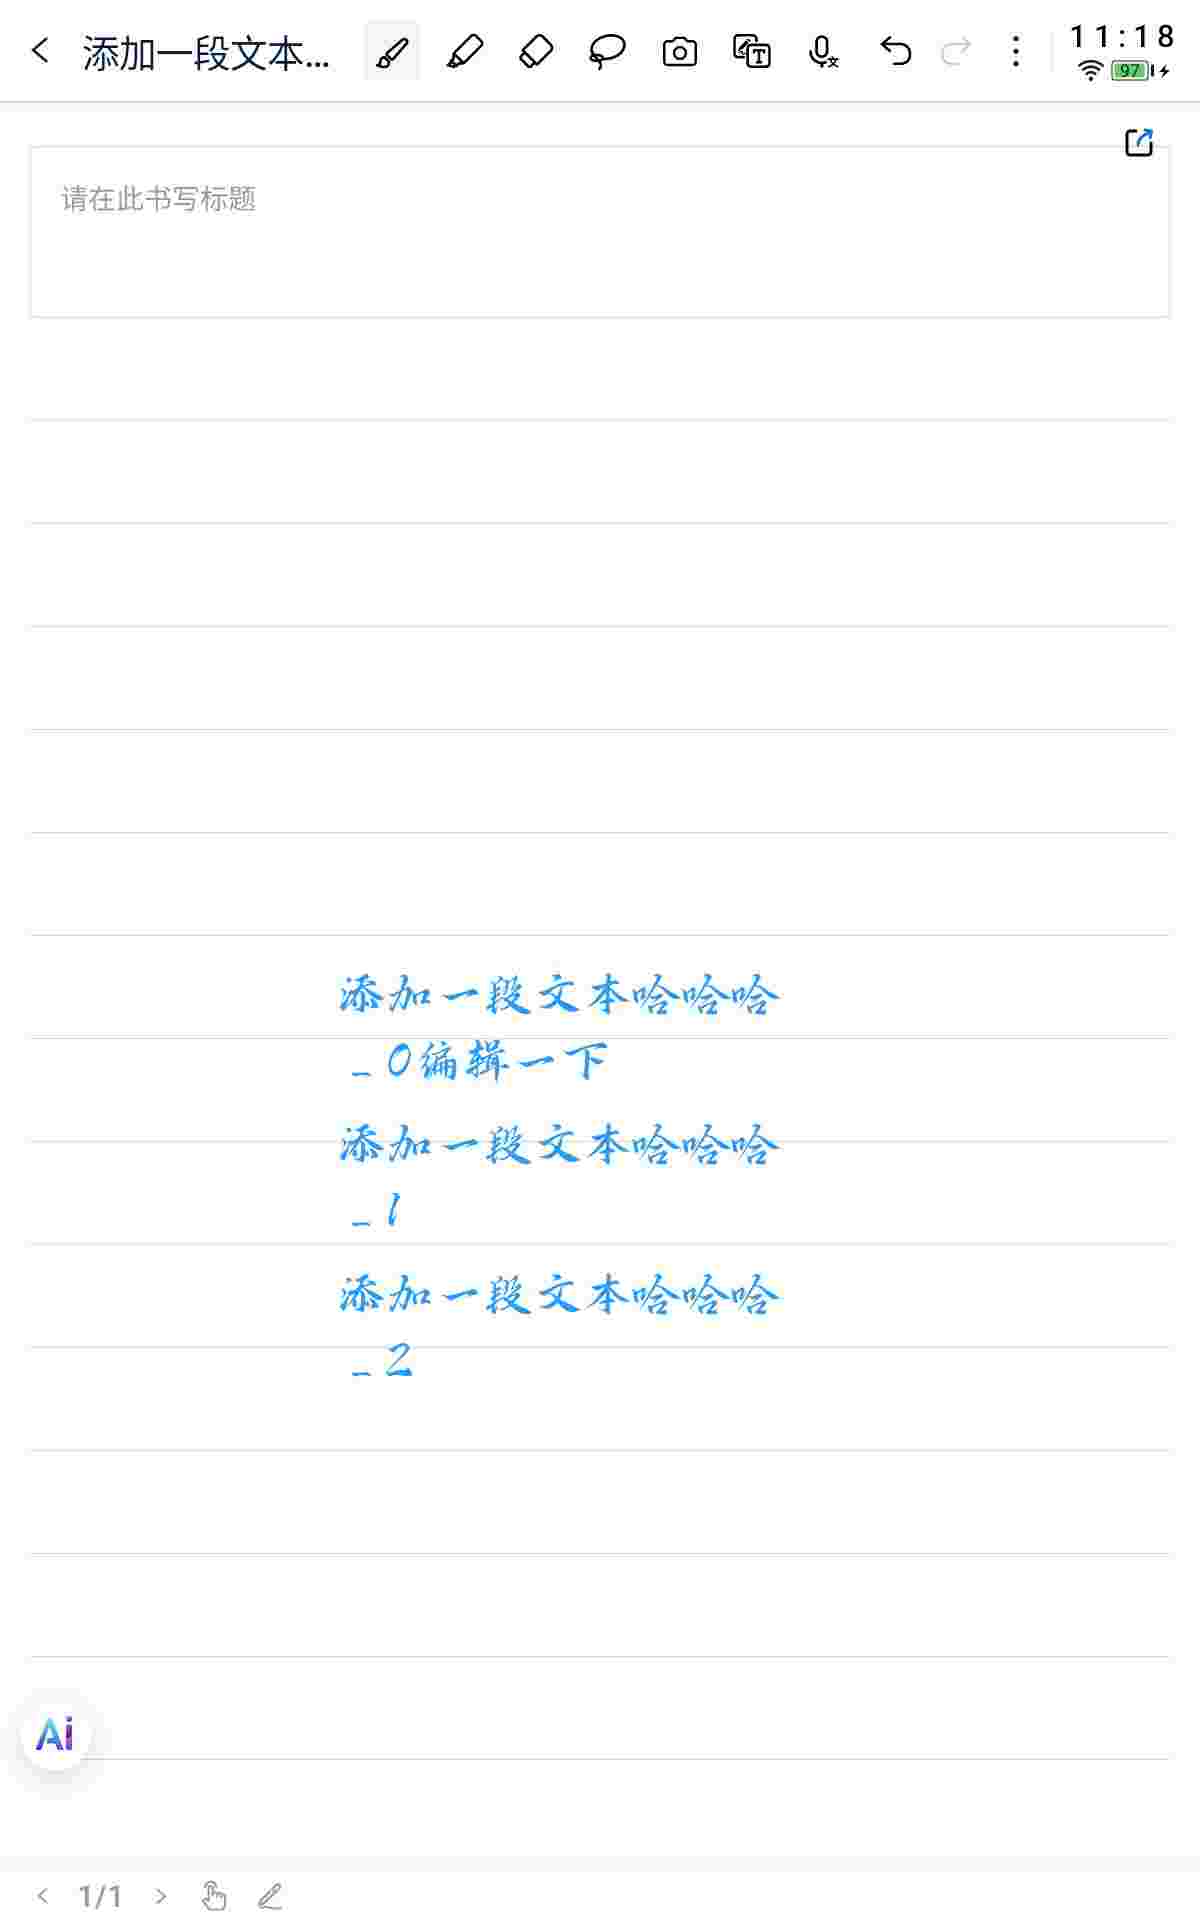 添加一段文本...
11:18
97
请在此书写标题
添加一段文本哈哈哈
_0编辑一下
添加一段文本哈哈哈
_1
添加一段文本哈哈哈
_2
Ai
1/1